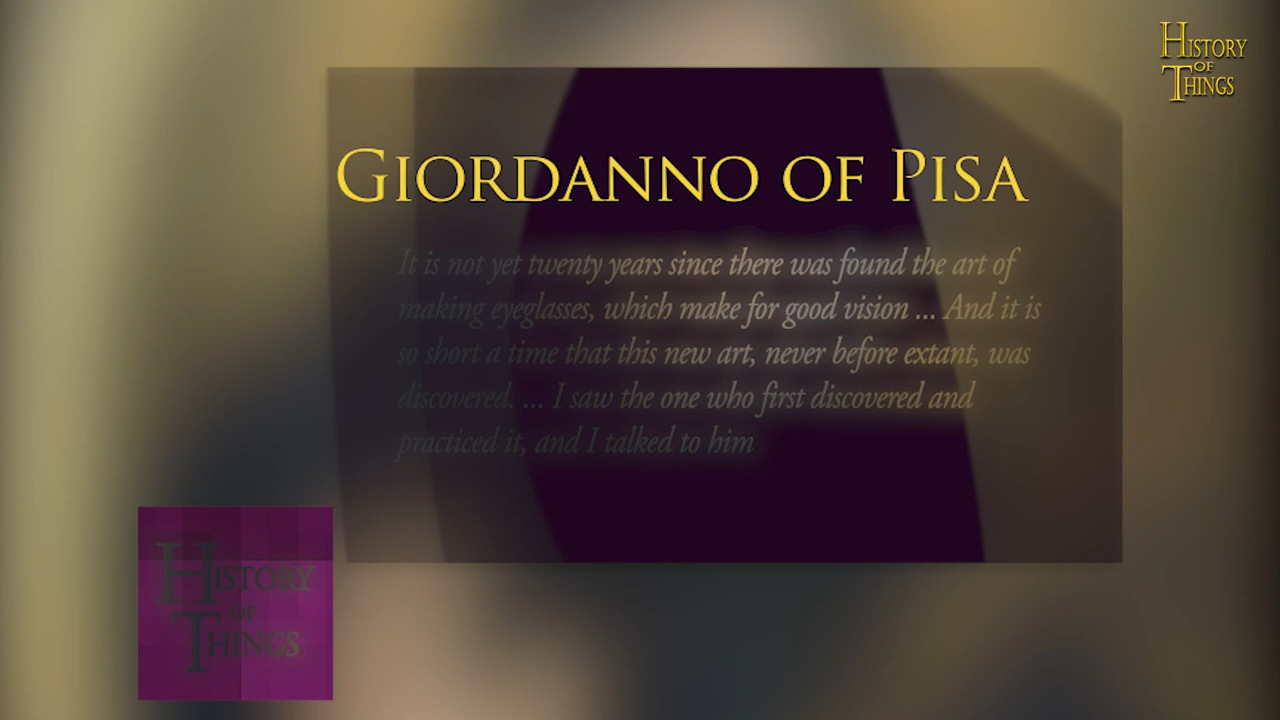 HISTORY
OF
THINGS
GIORDANNO OF PISA
It is not yet twenty years since there was found the art of
making eyeglasses, which make for good vision ... And it is
so short a time that this new art, never before extant, was
discovered. ... I saw the one who first discovered and
practiced it, and I talked to him
HISTORY
OF
THINGS